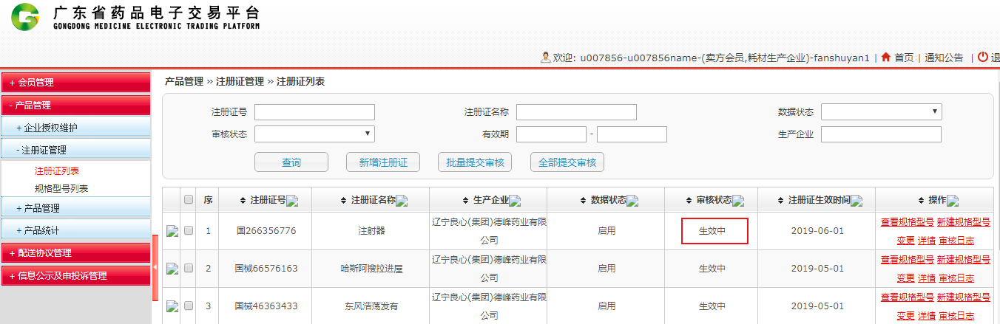 广东省药品电子交易平台
GONGDONG MEDICINE ELECTRONIC TRADING PLATFORM
欢迎: u007856-u007856name-(卖方会员,耗材生产企业)-fanshuyan1 | 首页 | 通知公告 | 退
+ 会员管理
- 产品管理
+ 企业授权维护
- 注册证管理
注册证列表
规格型号列表
+ 产品管理
+ 产品统计
+ 配送协议管理
+ 信息公示及申投诉管理
产品管理 » 注册证管理 » 注册证列表
注册证号 注册证名称 数据状态
审核状态 有效期 - 生产企业
查询 新增注册证 批量提交审核 全部提交审核
序 注册证号 注册证名称 生产企业 数据状态 审核状态 注册证生效时间 操作
1 国266356776 注射器 辽宁良心(集团)德峰药业有限公司 启用 生效中 2019-06-01 查看规格型号 新建规格型号
变更 详情 审核日志
2 国械66576163 哈斯阿搜拉进屋 辽宁良心(集团)德峰药业有限公司 启用 生效中 2019-05-01 查看规格型号 新建规格型号
变更 详情 审核日志
3 国械46363433 东风浩荡发有 辽宁良心(集团)德峰药业有限公司 启用 生效中 2019-05-01 查看规格型号 新建规格型号
变更 详情 审核日志